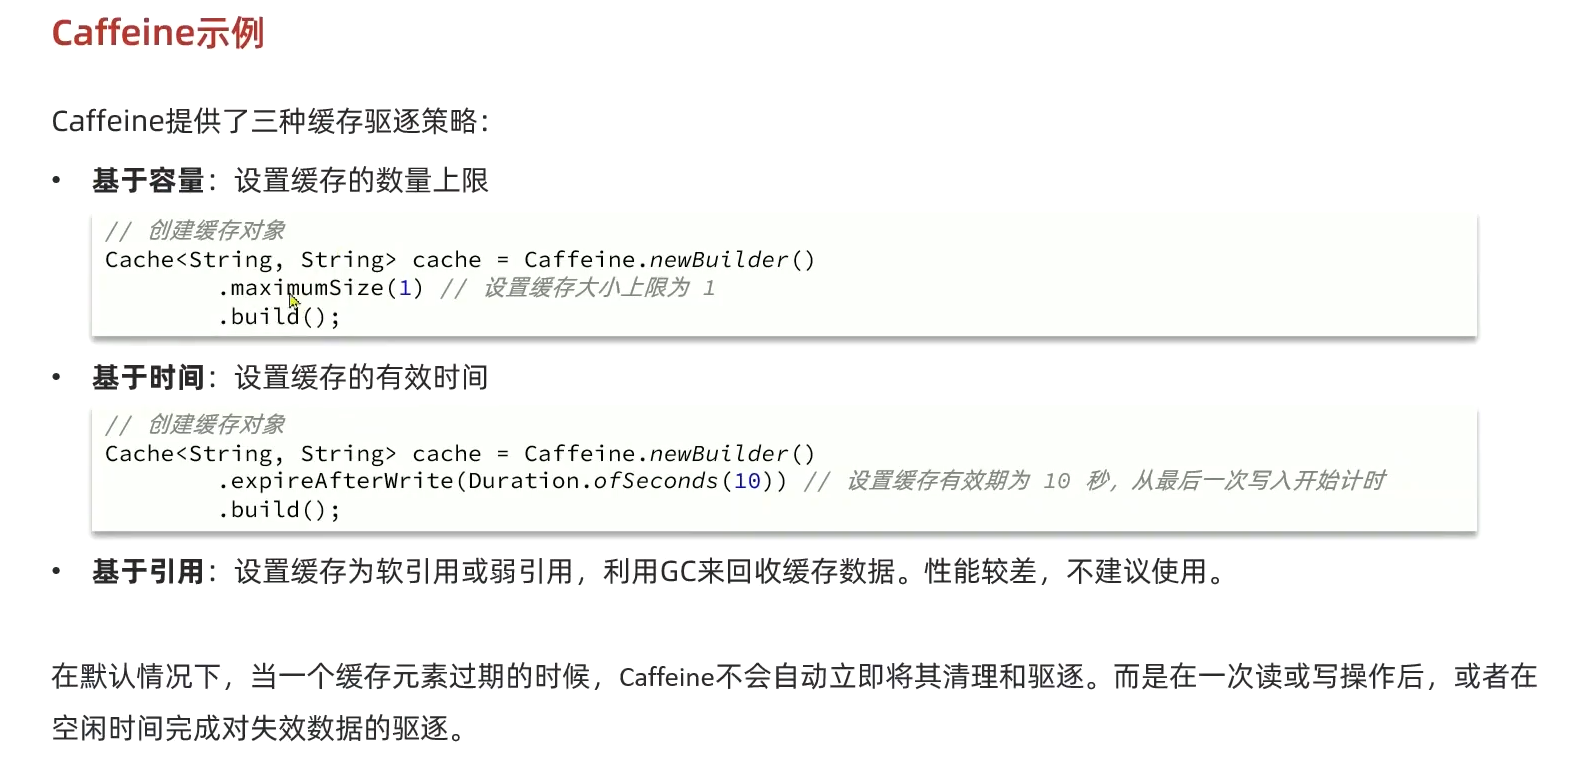 Caffeine示例
Caffeine提供了三种缓存驱逐策略：
• 基于容量：设置缓存的数量上限
// 创建缓存对象
Cache<String, String> cache = Caffeine.newBuilder()
        .maximumSize(1) // 设置缓存大小上限为 1
        .build();
• 基于时间：设置缓存的有效时间
// 创建缓存对象
Cache<String, String> cache = Caffeine.newBuilder()
        .expireAfterWrite(Duration.ofSeconds(10)) // 设置缓存有效期为 10 秒，从最后一次写入开始计时
        .build();
• 基于引用：设置缓存为软引用或弱引用，利用GC来回收缓存数据。性能较差，不建议使用。
在默认情况下，当一个缓存元素过期的时候，Caffeine不会自动立即将其清理和驱逐。而是在一次读或写操作后，或者在
空闲时间完成对失效数据的驱逐。